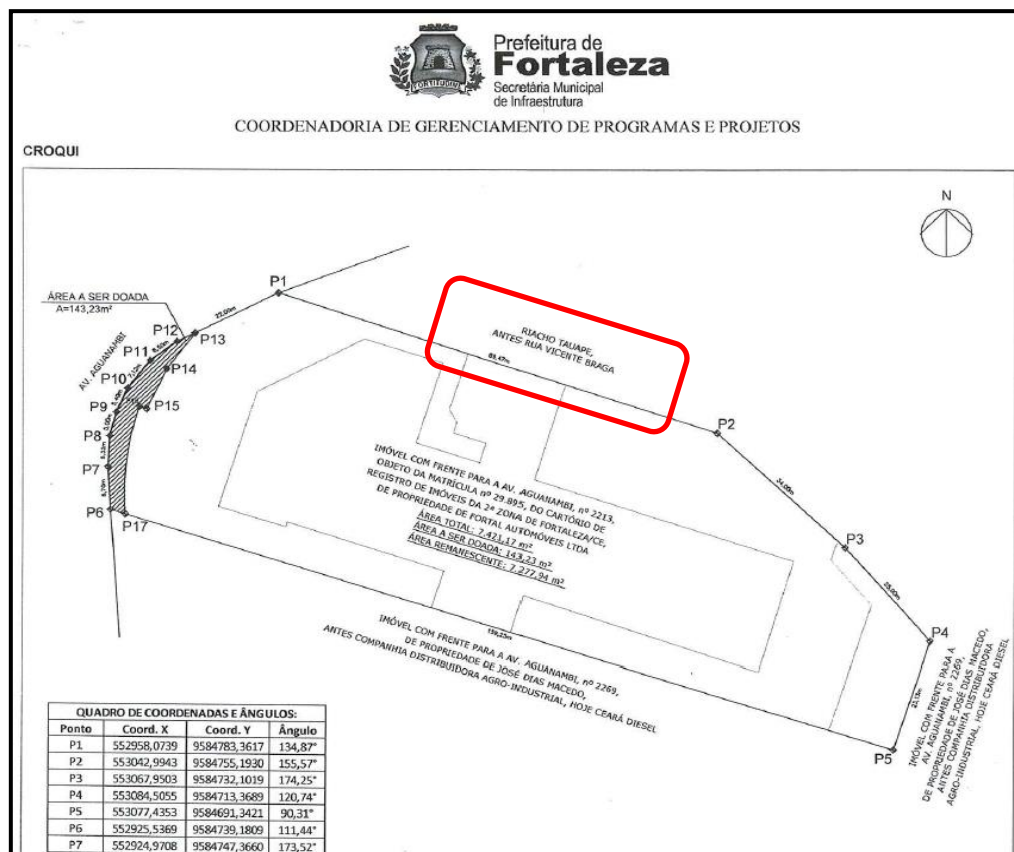 Prefeitura de
Fortaleza
Secretária Municipal
de Infraestrutura
FORTITUDINE
COORDENADORIA DE GERENCIAMENTO DE PROGRAMAS E PROJETOS
CROQUI
N
P1
ÁREA A SER DOADA
A=143,23m²
22,00m
P12
P13
AV. AGUANAMBI
P11
P14
P10
P15
P9
P8
P7
P6
P17
RIACHO TAUAPE,
ANTES RUA VICENTE BRAGA
89,47m
P2
34,00m
P3
25,00m
P4
P5
IMÓVEL COM FRENTE PARA A AV. AGUANAMBI, nº 2213,
OBJETO DA MATRÍCULA nº 29.895, DO CARTÓRIO DE
REGISTRO DE IMÓVEIS DA 2ª ZONA DE FORTALEZA/CE,
DE PROPRIEDADE DE FORTAL AUTOMÓVEIS LTDA
ÁREA TOTAL: 7.421,17 m²
ÁREA A SER DOADA: 143,23 m²
ÁREA REMANESCENTE: 7.277,94 m²
IMÓVEL COM FRENTE PARA A AV. AGUANAMBI, nº 2269,
DE PROPRIEDADE DE JOSÉ DIAS MACEDO,
ANTES COMPANHIA DISTRIBUIDORA AGRO-INDUSTRIAL, HOJE CEARÁ DIESEL
IMÓVEL COM FRENTE PARA A
AV. AGUANAMBI, nº 2269,
DE PROPRIEDADE DE JOSÉ DIAS MACEDO,
ANTES COMPANHIA DISTRIBUIDORA
AGRO-INDUSTRIAL, HOJE CEARÁ DIESEL
QUADRO DE COORDENADAS E ÂNGULOS:
Ponto Coord. X Coord. Y Ângulo
P1 552958,0739 9584783,3617 134,87°
P2 553042,9943 9584755,1930 155,57°
P3 553067,9503 9584732,1019 174,25°
P4 553084,5055 9584713,3689 120,74°
P5 553077,4353 9584691,3421 90,31°
P6 552925,5369 9584739,1809 111,44°
P7 552924,9708 9584747,3660 173,52°